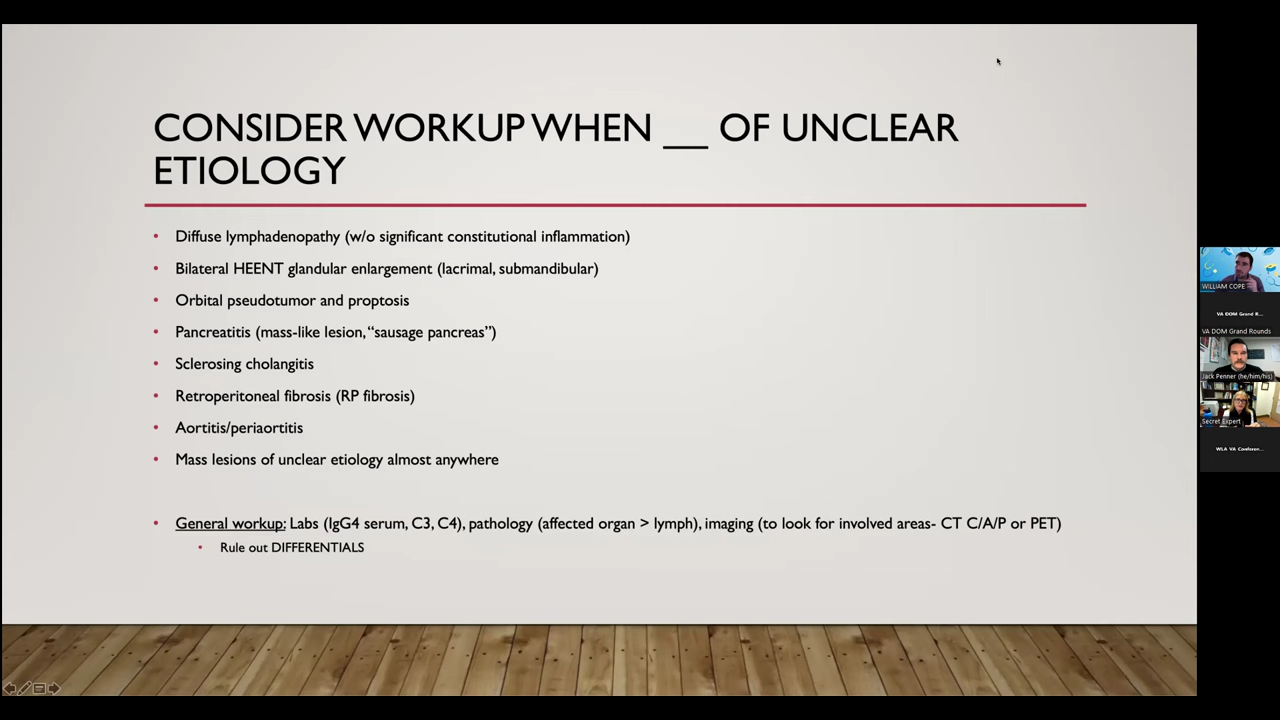 CONSIDER WORKUP WHEN __ OF UNCLEAR
ETIOLOGY
• Diffuse lymphadenopathy (w/o significant constitutional inflammation)
• Bilateral HEENT glandular enlargement (lacrimal, submandibular)
• Orbital pseudotumor and proptosis
• Pancreatitis (mass-like lesion, “sausage pancreas”)
• Sclerosing cholangitis
• Retroperitoneal fibrosis (RP fibrosis)
• Aortitis/periaortitis
• Mass lesions of unclear etiology almost anywhere
• General workup: Labs (IgG4 serum, C3, C4), pathology (affected organ > lymph), imaging (to look for involved areas- CT C/A/P or PET)
• Rule out DIFFERENTIALS
WILLIAM COPE
VA DOM Grand R...
VA DOM Grand Rounds
Jack Penner (he/him/his)
Secret Expert
WLA VA Conferen...